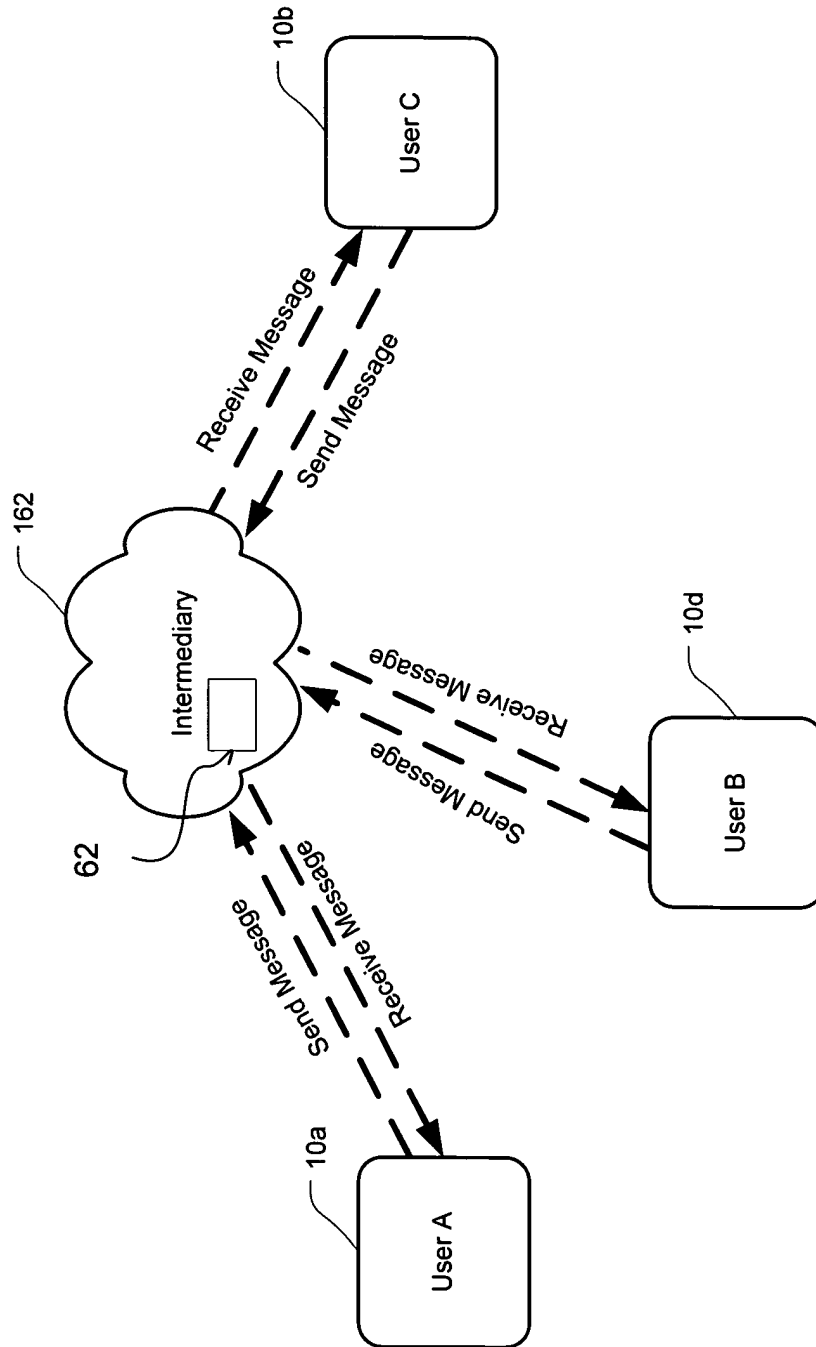 162
Intermediary
62
10b
User C
Receive Message
Send Message
Send Message
Receive Message
Send Message
Receive Message
10a
User A
10d
User B